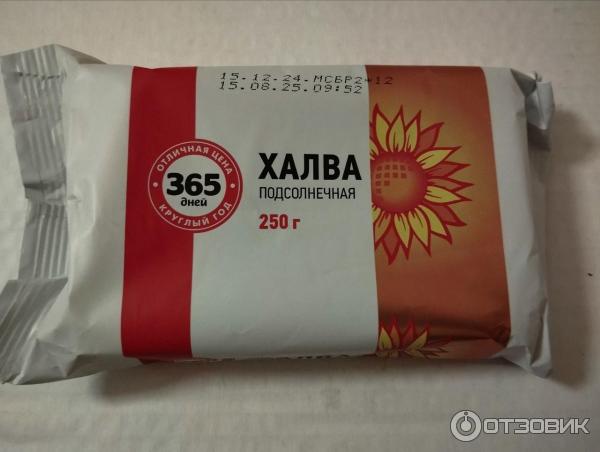 15.12.24.МСБР2*12
15.08.25.09:52
ОТЛИЧНАЯ ЦЕНА
365
дней
КРУГЛЫЙ ГОД
ХАЛВА
ПОДСОЛНЕЧНАЯ
250 г
ОТЗОВИК